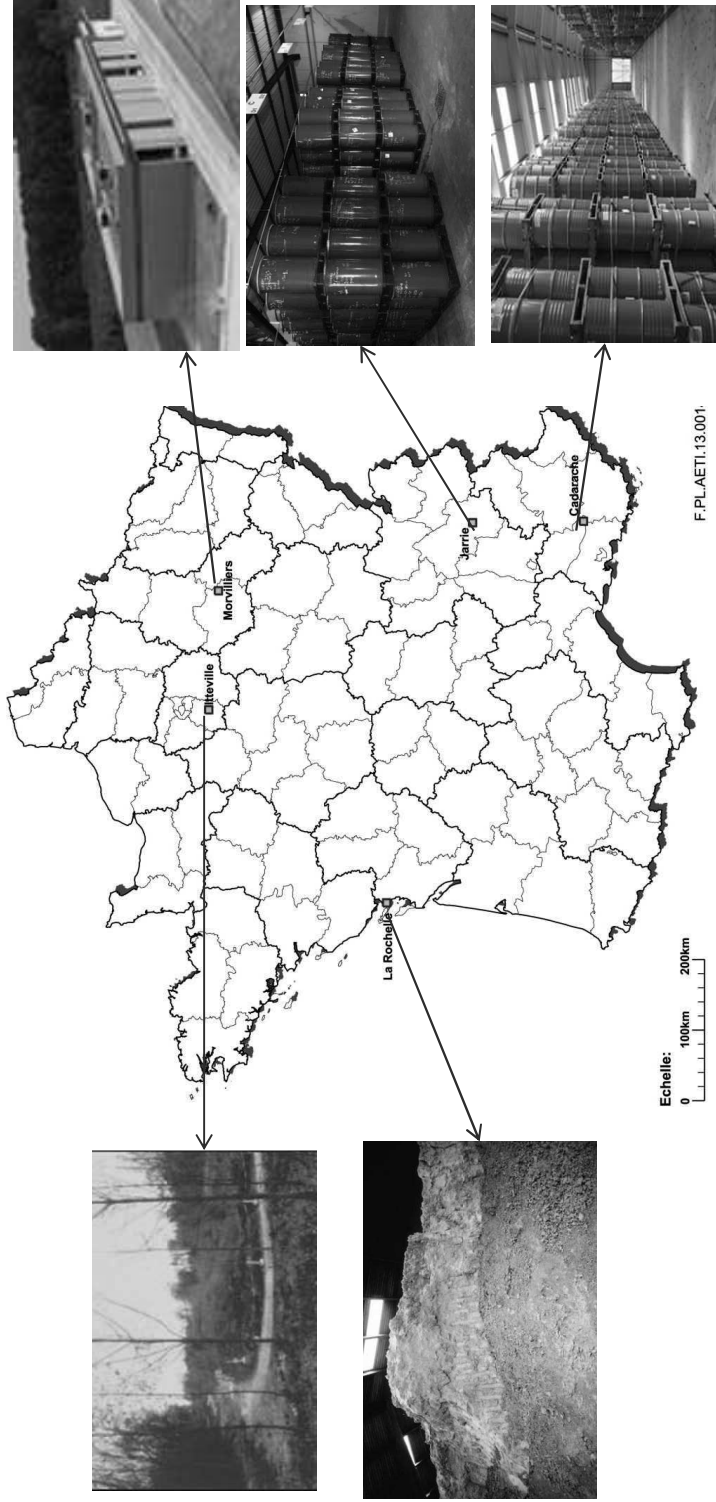 Itteville
Morvilliers
La Rochelle
Jarrie
Cadarache
Echelle:
0 100km 200km
F.PL.AETI.13.001